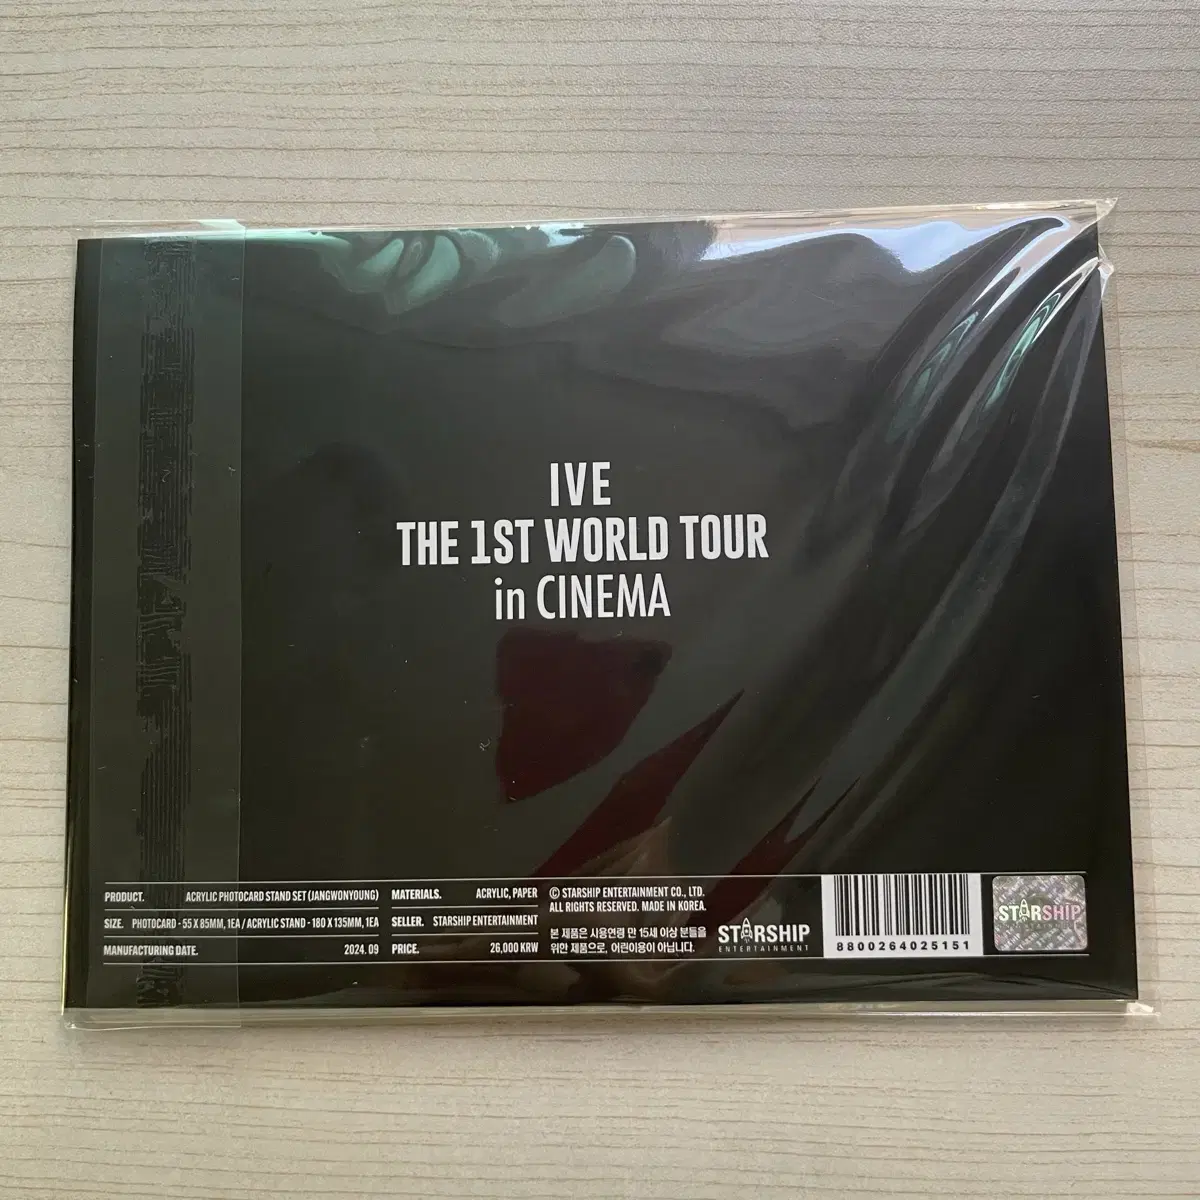 IVE
THE 1ST WORLD TOUR
in CINEMA
PRODUCT. ACRYLIC PHOTOCARD STAND SET (JANGWONYOUNG)
SIZE. PHOTOCARD - 55 X 85MM, 1EA / ACRYLIC STAND - 180 X 135MM, 1EA
MANUFACTURING DATE. 2024.09
MATERIALS. ACRYLIC, PAPER
SELLER. STARSHIP ENTERTAINMENT
PRICE. 26,000 KRW
© STARSHIP ENTERTAINMENT CO., LTD.
ALL RIGHTS RESERVED. MADE IN KOREA.
본 제품은 사용연령 만 15세 이상 분들을
위한 제품으로, 어린이용이 아닙니다.
STARSHIP
ENTERTAINMENT
8800264025151
STARSHIP